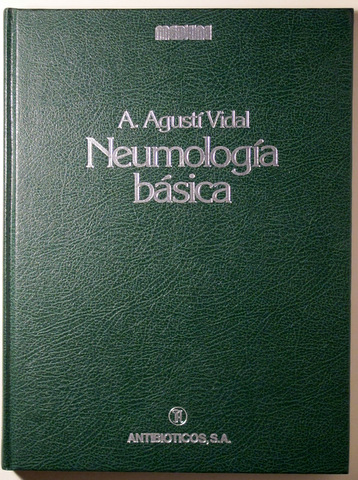 A. Agustí Vidal
Neumología
básica
ANTIBIOTICOS, S.A.